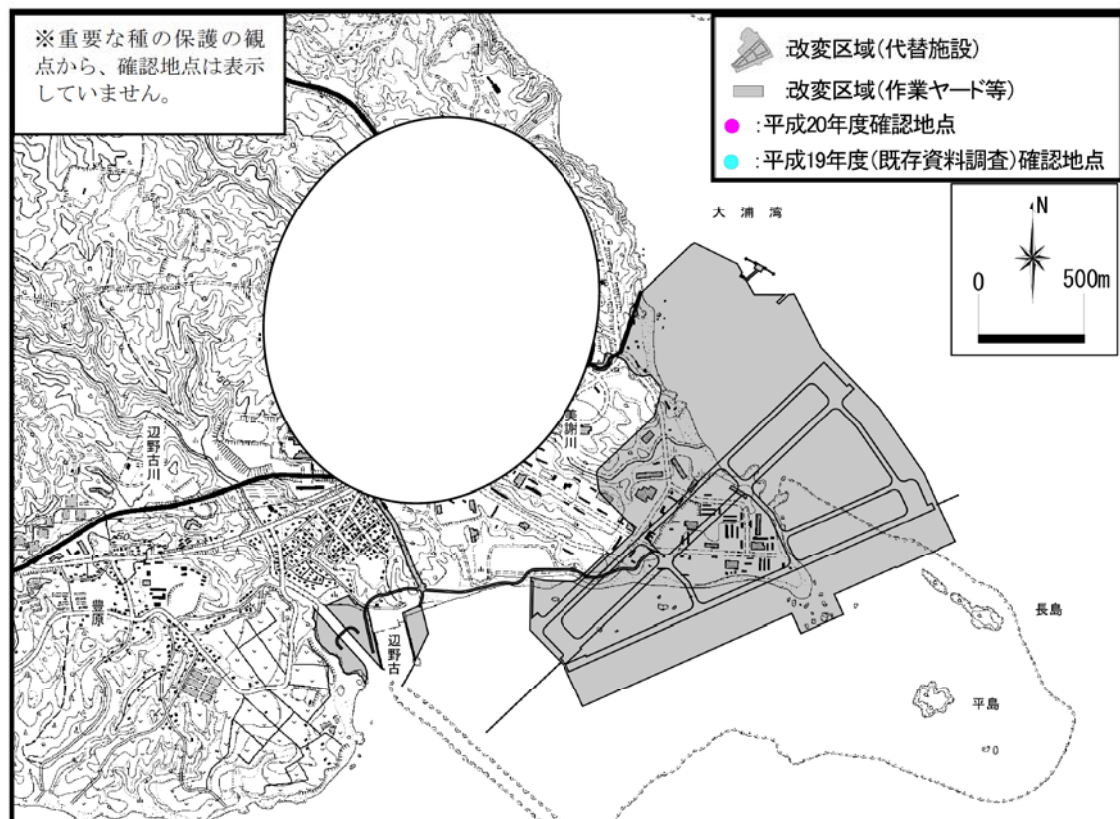 ※重要な種の保護の観
点から、確認地点は表示
していません。
:改変区域(代替施設)
:改変区域(作業ヤード等)
:平成20年度確認地点
:平成19年度(既存資料調査)確認地点
大浦湾
N
0 500m
美謝川
辺野古川
豊原
辺野古
長島
平島